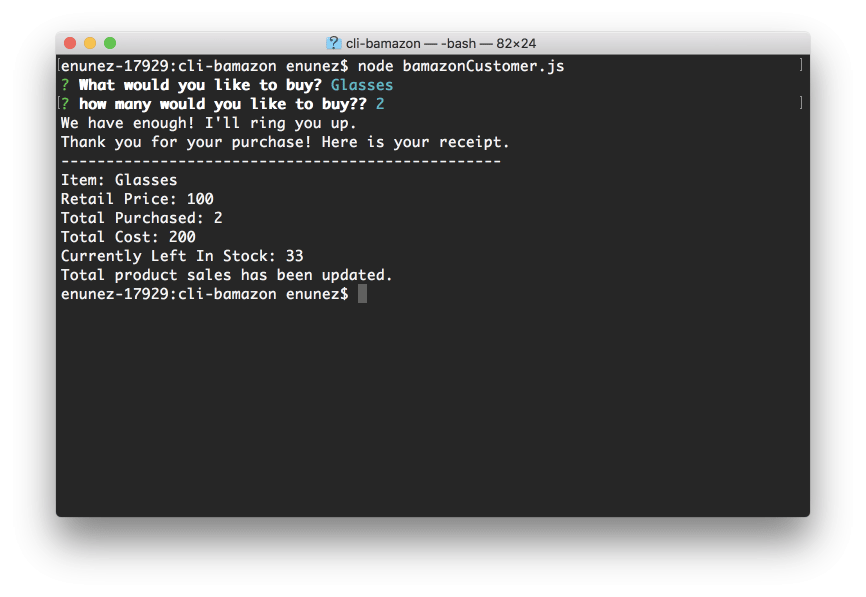 cli-bamazon — -bash — 82×24
[enunez-17929:cli-bamazon enunez$ node bamazonCustomer.js ]
? What would you like to buy? Glasses
[? how many would you like to buy?? 2 ]
We have enough! I'll ring you up.
Thank you for your purchase! Here is your receipt.
-------------------------------------------------
Item: Glasses
Retail Price: 100
Total Purchased: 2
Total Cost: 200
Currently Left In Stock: 33
Total product sales has been updated.
enunez-17929:cli-bamazon enunez$